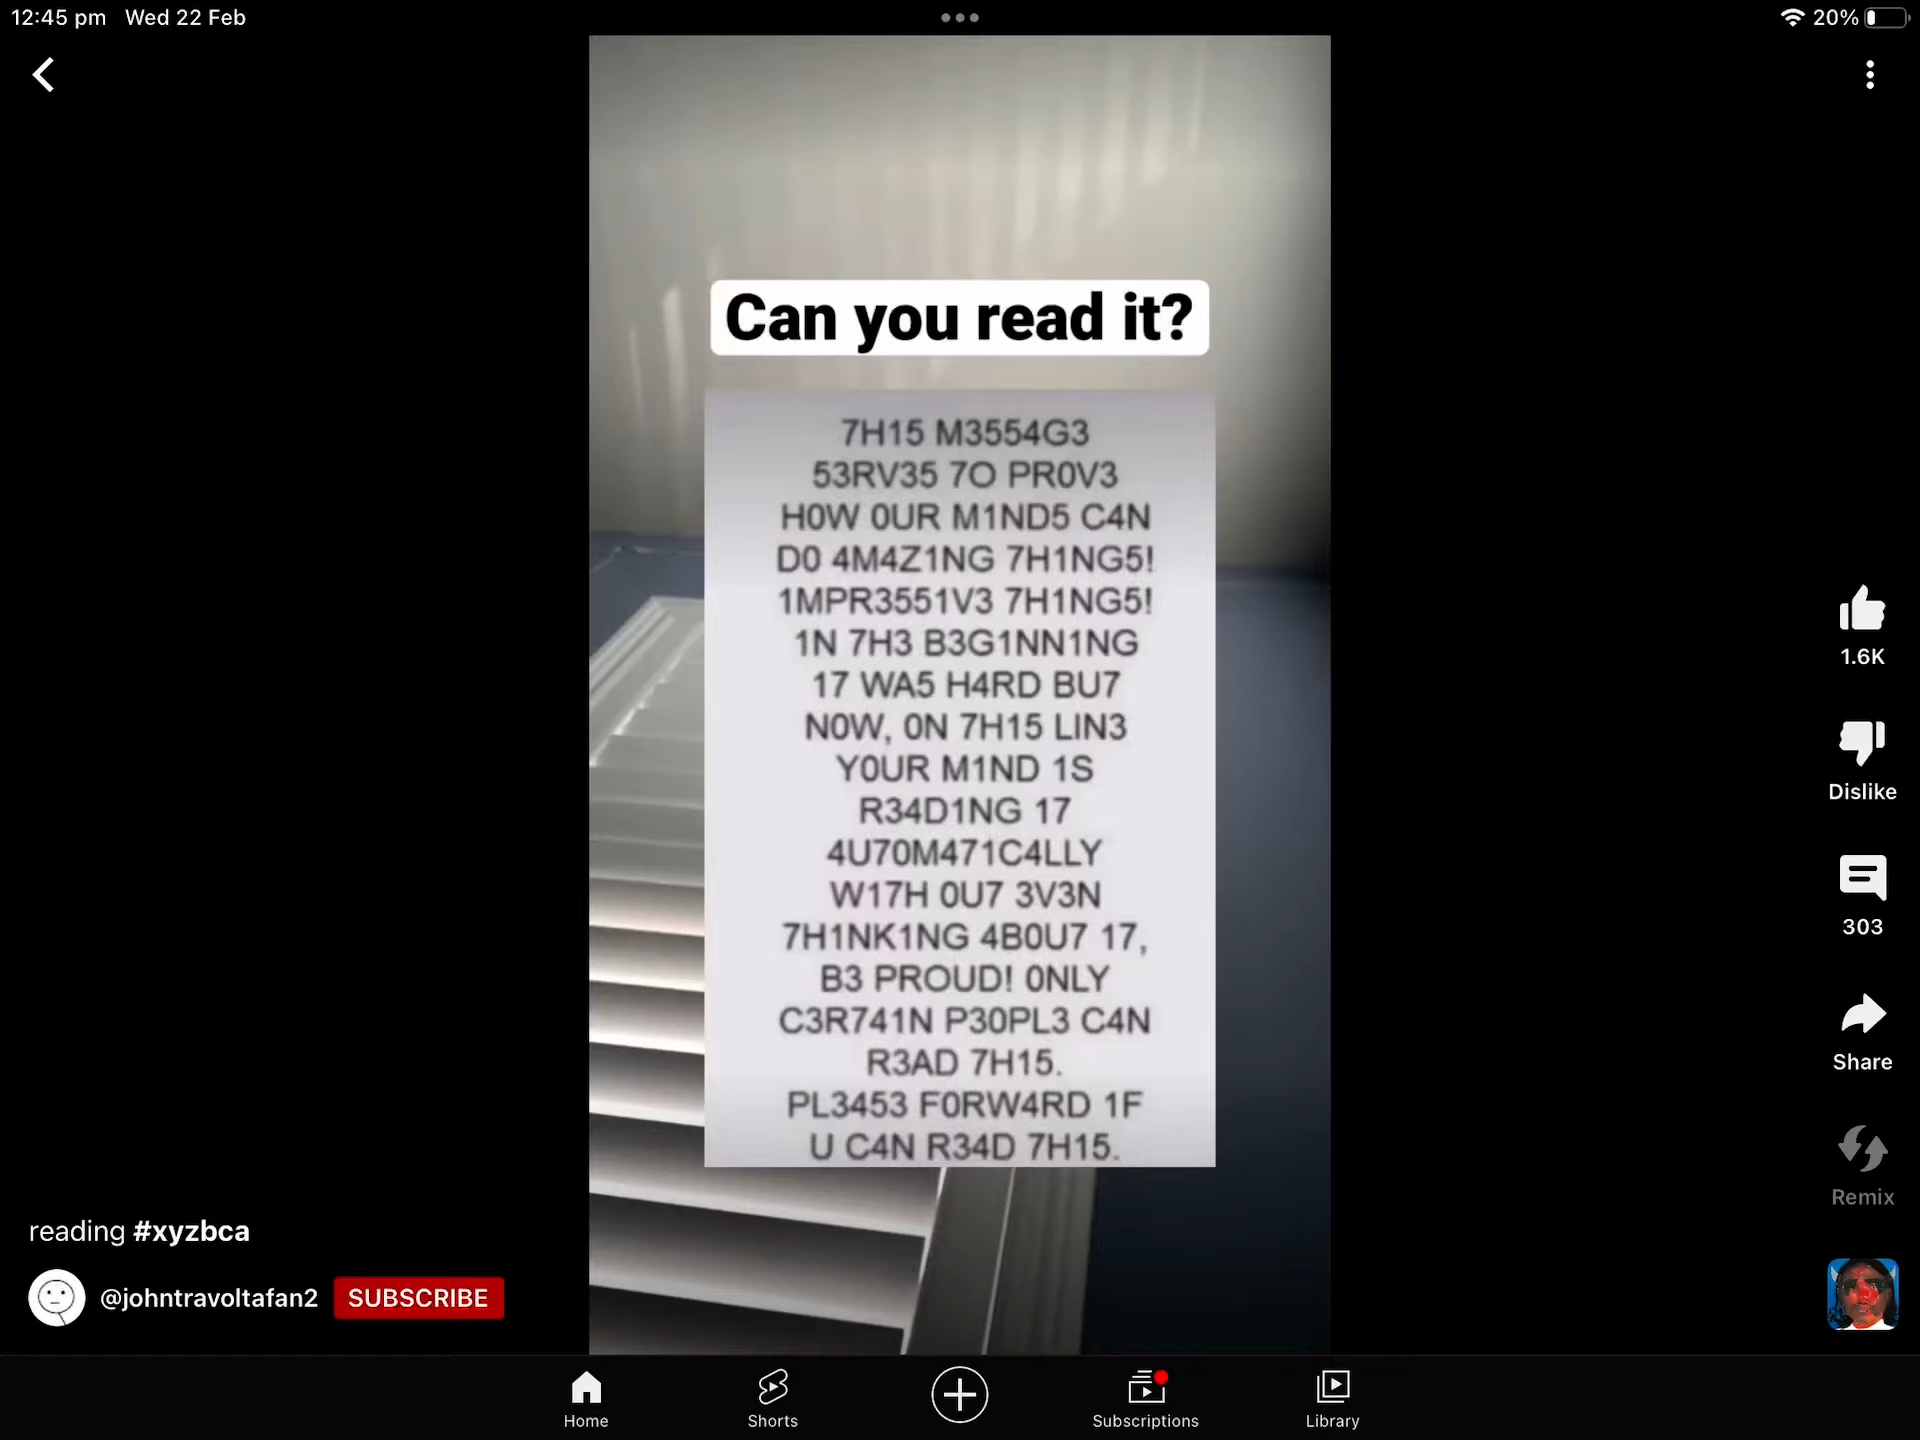 12:45 pm Wed 22 Feb
20%
Can you read it?
7H15 M3554G3
53RV35 7O PR0V3
H0W 0UR M1ND5 C4N
D0 4M4Z1NG 7H1NG5!
1MPR3551V3 7H1NG5!
1N 7H3 B3G1NN1NG
17 WA5 H4RD BU7
N0W, 0N 7H15 LIN3
Y0UR M1ND 1S
R34D1NG 17
4U70M471C4LLY
W17H 0U7 3V3N
7H1NK1NG 4B0U7 17,
B3 PROUD! 0NLY
C3R741N P30PL3 C4N
R3AD 7H15.
PL3453 F0RW4RD 1F
U C4N R34D 7H15.
1.6K
Dislike
303
Share
Remix
reading #xyzbca
@johntravoltafan2 SUBSCRIBE
Home Shorts Subscriptions Library